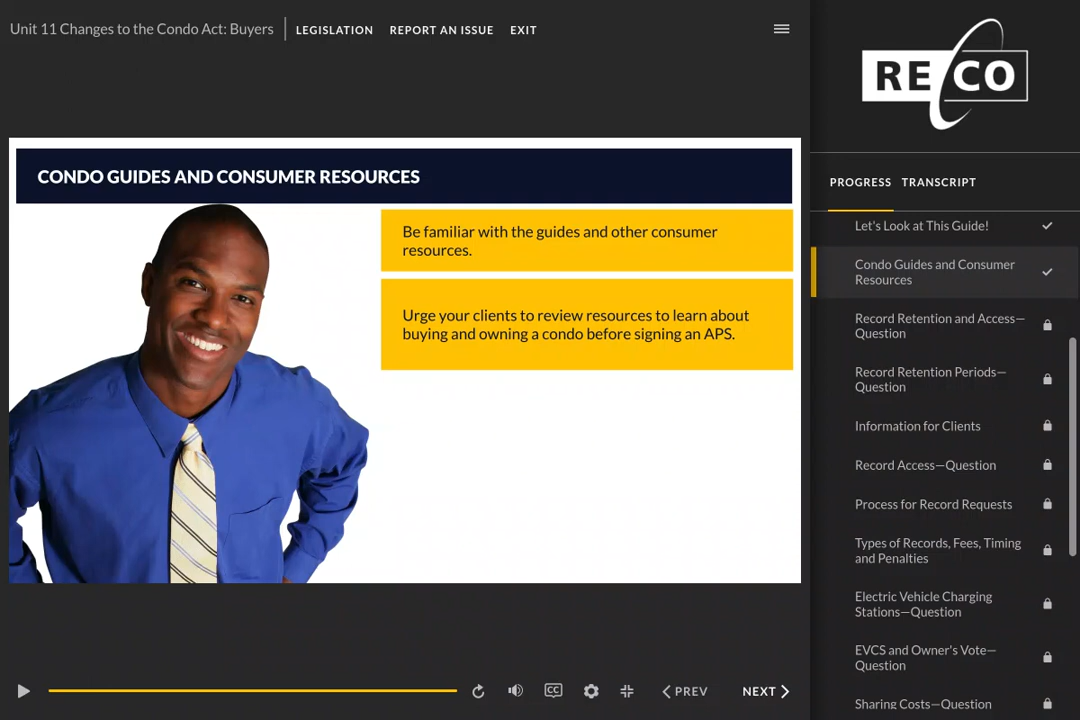 Unit 11 Changes to the Condo Act: Buyers
LEGISLATION
REPORT AN ISSUE
EXIT
CONDO GUIDES AND CONSUMER RESOURCES
Be familiar with the guides and other consumer
resources.
Urge your clients to review resources to learn about
buying and owning a condo before signing an APS.
CC
PREV
NEXT
RECO
PROGRESS
TRANSCRIPT
Let's Look at This Guide!
Condo Guides and Consumer
Resources
Record Retention and Access—
Question
Record Retention Periods—
Question
Information for Clients
Record Access—Question
Process for Record Requests
Types of Records, Fees, Timing
and Penalties
Electric Vehicle Charging
Stations—Question
EVCS and Owner's Vote—
Question
Sharing Costs—Question